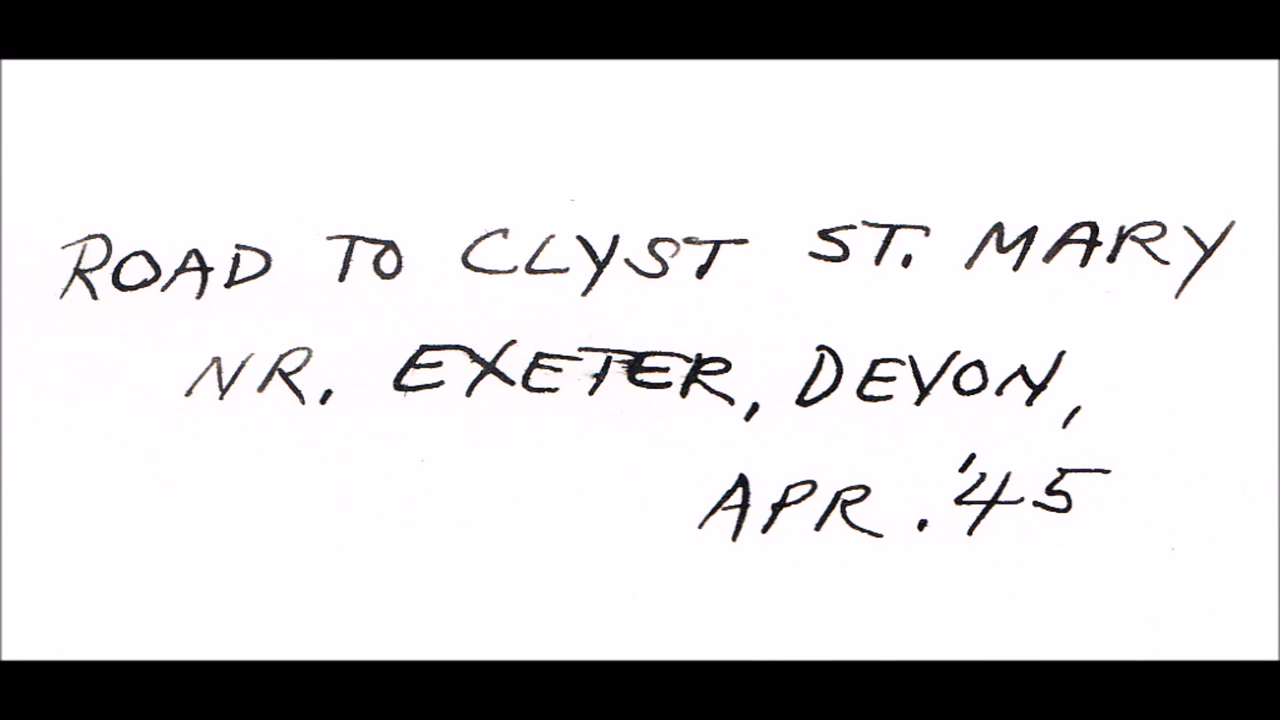 ROAD TO CLYST ST. MARY
NR. EXETER, DEVON,
APR. '45